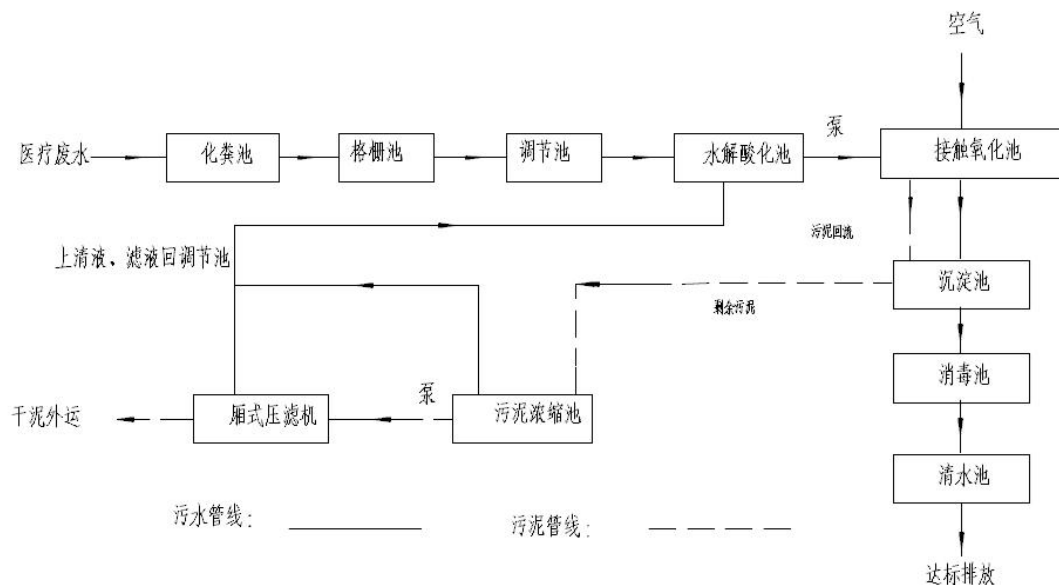 空气
泵
医疗废水
化粪池
格栅池
调节池
水解酸化池
接触氧化池
污泥回流
上清液、滤液回调节池
沉淀池
剩余污泥
消毒池
泵
干泥外运
厢式压滤机
污泥浓缩池
清水池
污水管线：
污泥管线：
达标排放